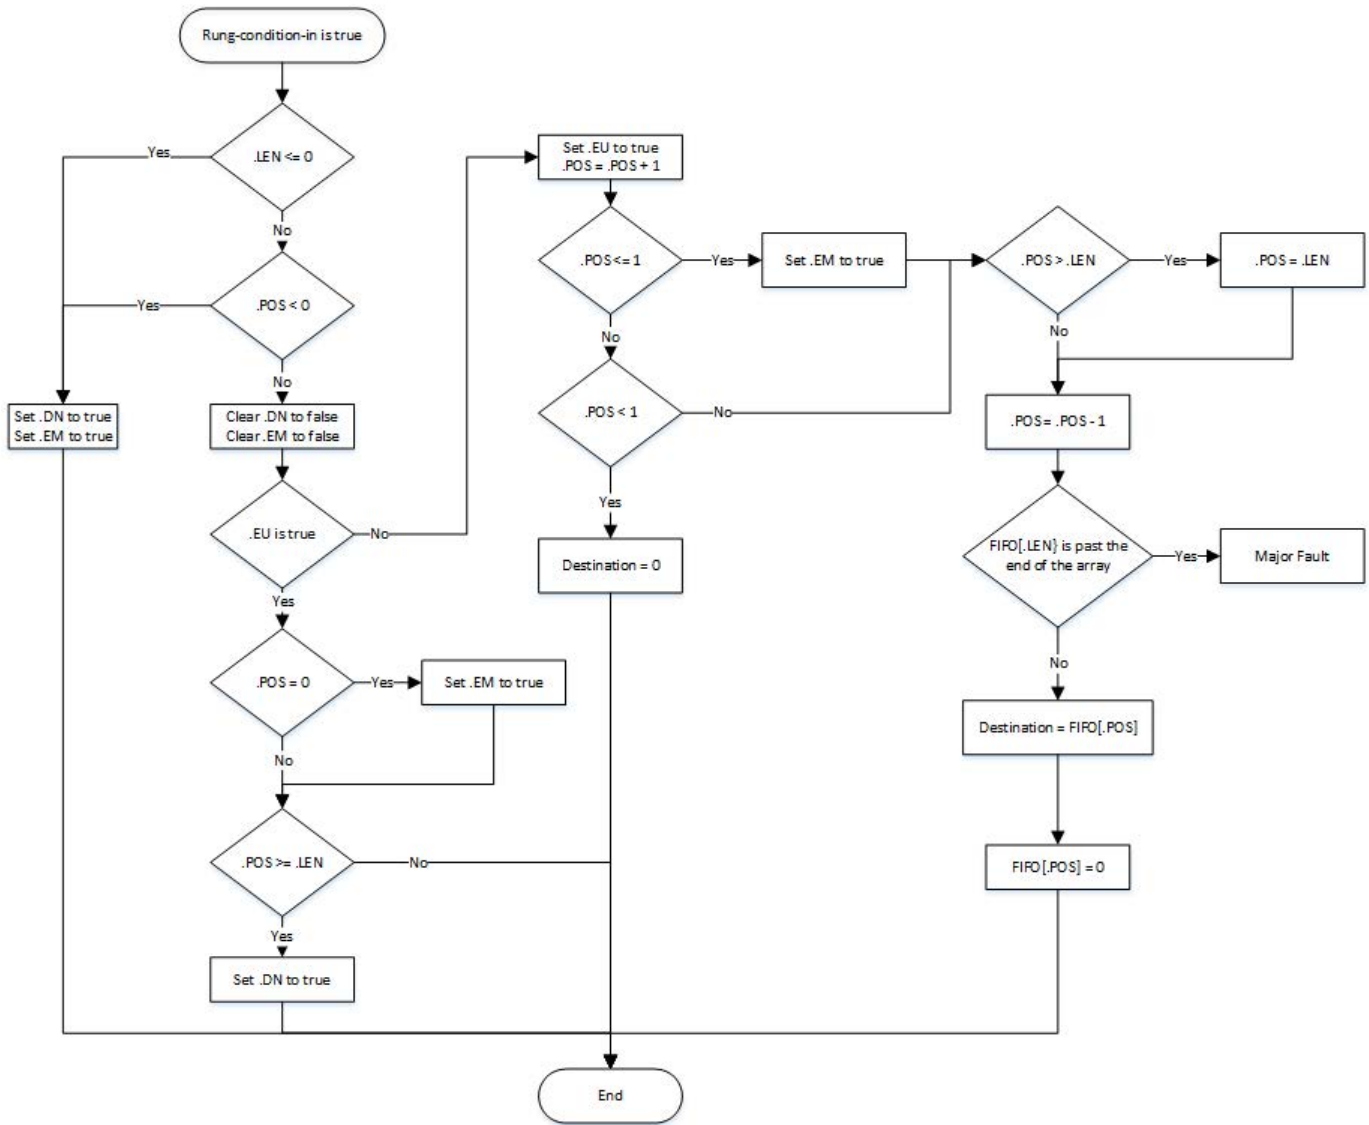 Rung-condition-in is true
.LEN <= 0
Yes
No
.POS < 0
Yes
No
Set .DN to true
Set .EM to true
Clear .DN to false
Clear .EM to false
.EU is true
No
Yes
.POS = 0
Yes
Set .EM to true
No
.POS >= .LEN
No
Yes
Set .DN to true
Set .EU to true
.POS = .POS + 1
.POS<= 1
Yes
Set .EM to true
No
.POS < 1
No
Yes
Destination = 0
.POS > .LEN
Yes
.POS = .LEN
No
.POS= .POS - 1
FIFO[.LEN} is past the
end of the array
Yes
Major Fault
No
Destination = FIFO[.POS]
FIFO[.POS] = 0
End